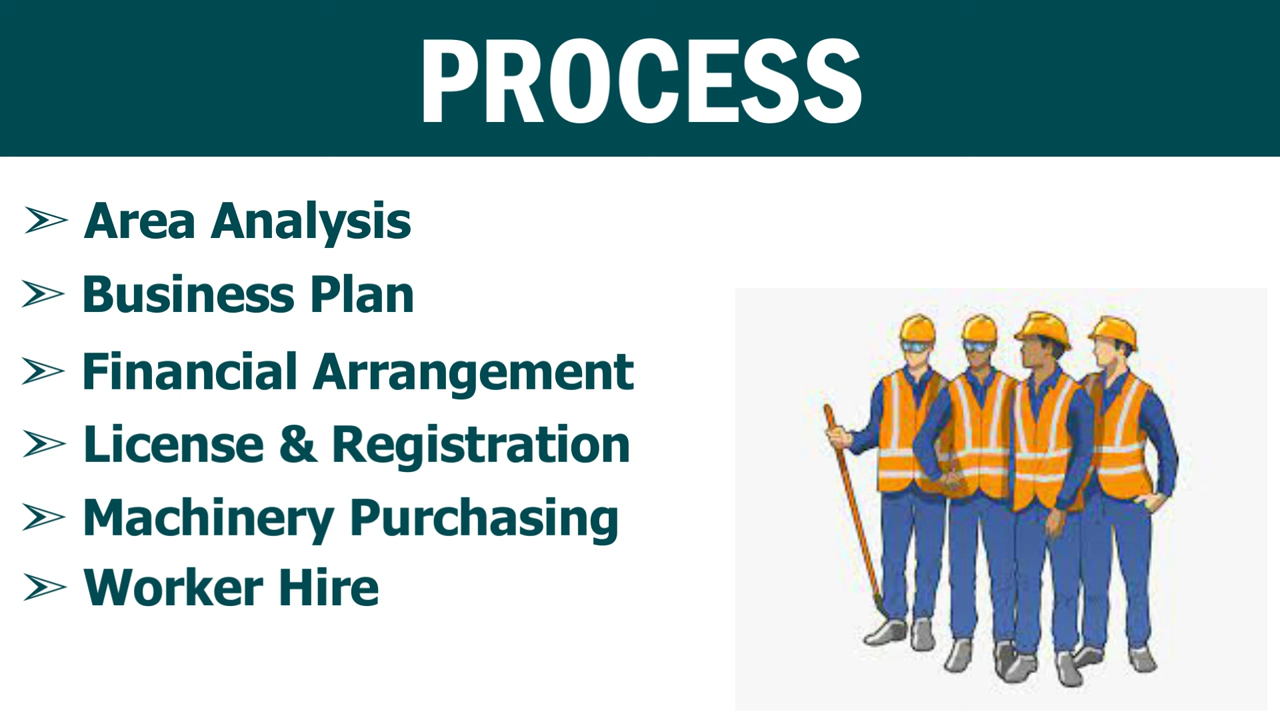 PROCESS
➢ Area Analysis
➢ Business Plan
➢ Financial Arrangement
➢ License & Registration
➢ Machinery Purchasing
➢ Worker Hire